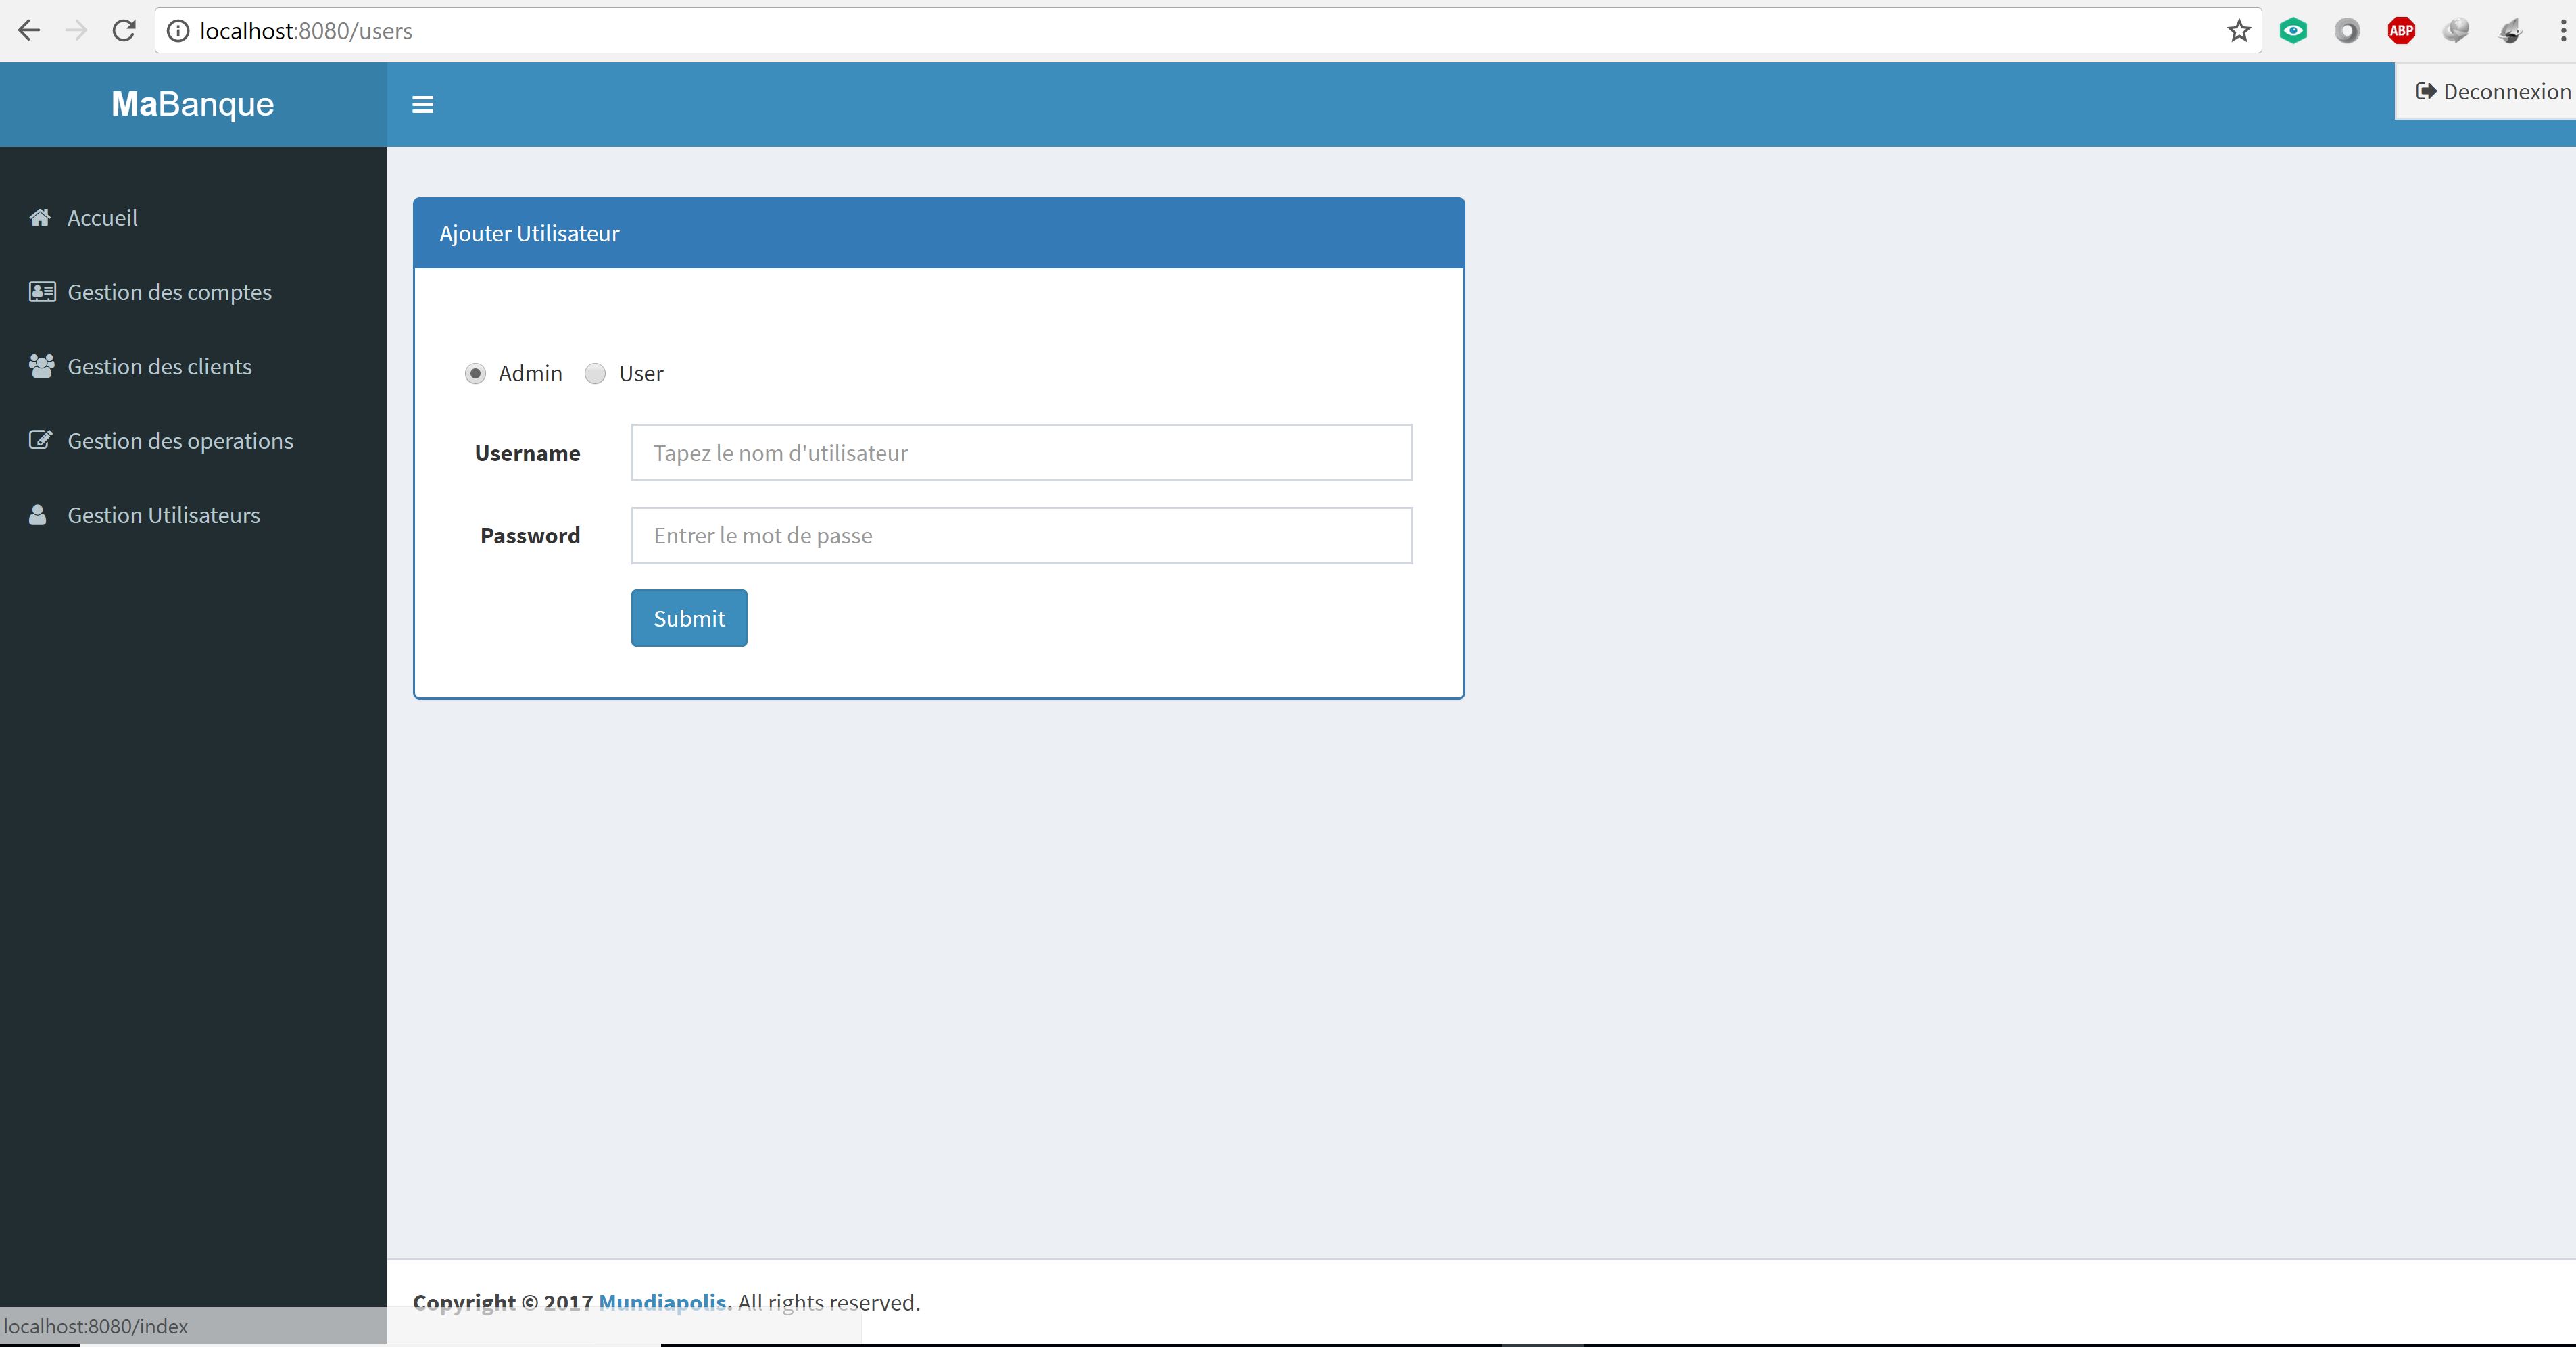 localhost:8080/users
ABP
MaBanque
Deconnexion
Accueil
Gestion des comptes
Gestion des clients
Gestion des operations
Gestion Utilisateurs
Ajouter Utilisateur
Admin User
Username Tapez le nom d'utilisateur
Password Entrer le mot de passe
Submit
Copyright © 2017 Mundiapolis. All rights reserved.
localhost:8080/index